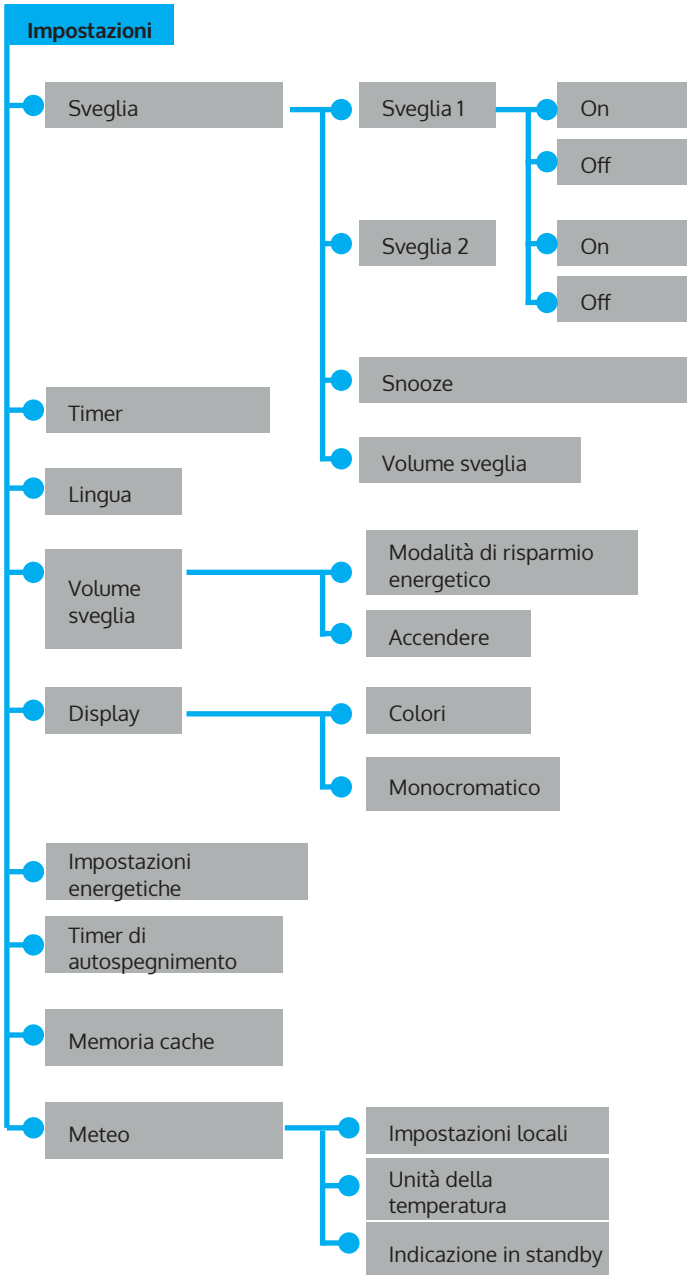 Impostazioni
Sveglia
Sveglia 1
On
Off
Sveglia 2
On
Off
Snooze
Timer
Volume sveglia
Lingua
Modalità di risparmio
energetico
Volume
sveglia
Accendere
Display
Colori
Monocromatico
Impostazioni
energetiche
Timer di
autospegnimento
Memoria cache
Meteo
Impostazioni locali
Unità della
temperatura
Indicazione in standby